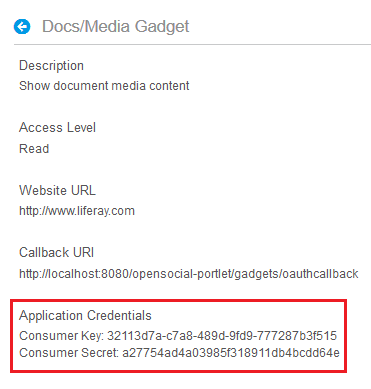 Docs/Media Gadget
Description
Show document media content
Access Level
Read
Website URL
http://www.liferay.com
Callback URI
http://localhost:8080/opensocial-portlet/gadgets/oauthcallback
Application Credentials
Consumer Key: 32113d7a-c7a8-489d-9fd9-777287b3f515
Consumer Secret: a27754ad4a03985f318911db4bcdd64e